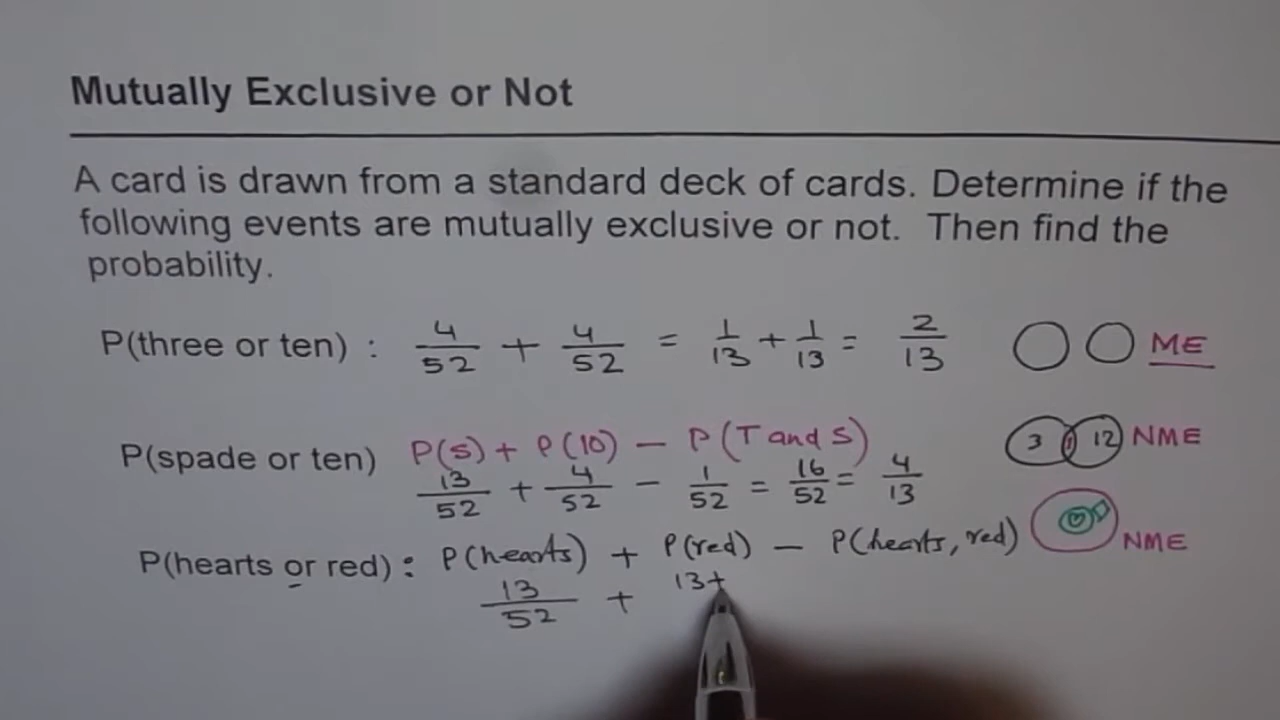 Mutually Exclusive or Not
A card is drawn from a standard deck of cards. Determine if the
following events are mutually exclusive or not. Then find the
probability.
P(three or ten) : 4/52 + 4/52 = 1/13 + 1/13 = 2/13 ME
P(spade or ten) P(S) + P(10) — P(T and S) 3 1 12 NME
13/52 + 4/52 — 1/52 = 16/52 = 4/13
P(hearts or red) : P(hearts) + P(red) — P(hearts, red) NME
13/52 + 13+